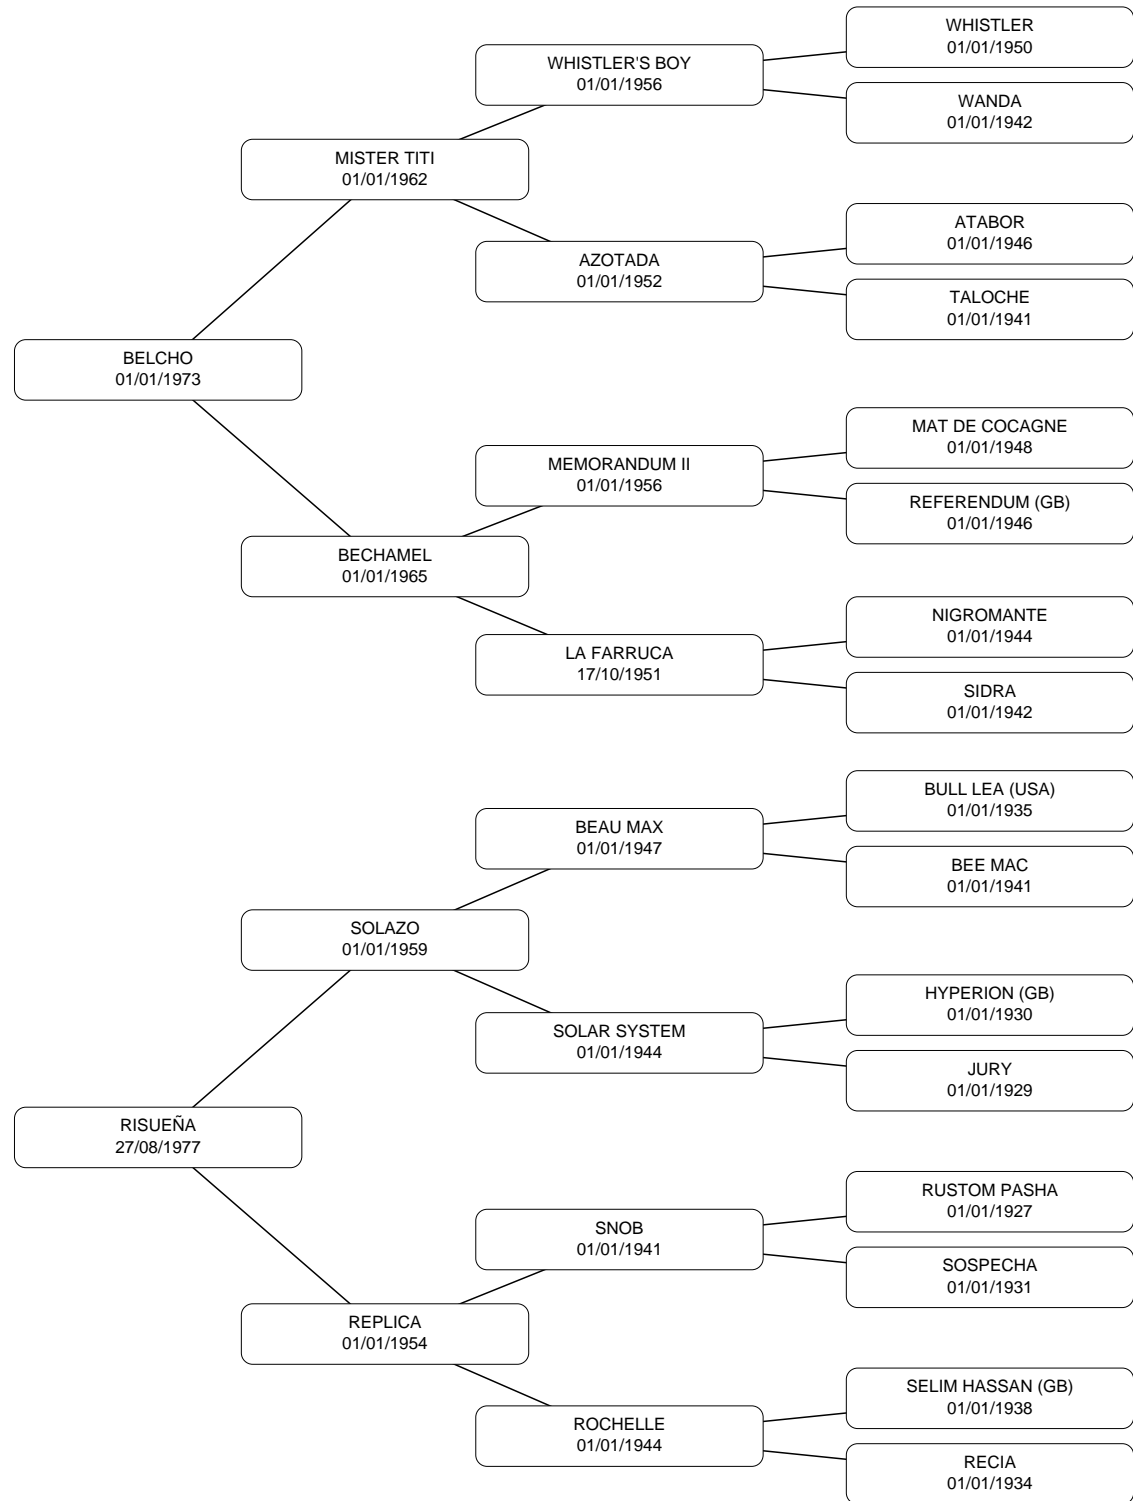 WHISTLER
01/01/1950
WHISTLER'S BOY
01/01/1956
WANDA
01/01/1942
MISTER TITI
01/01/1962
ATABOR
01/01/1946
AZOTADA
01/01/1952
TALOCHE
01/01/1941
BELCHO
01/01/1973
MAT DE COCAGNE
01/01/1948
MEMORANDUM II
01/01/1956
REFERENDUM (GB)
01/01/1946
BECHAMEL
01/01/1965
NIGROMANTE
01/01/1944
LA FARRUCA
17/10/1951
SIDRA
01/01/1942
BULL LEA (USA)
01/01/1935
BEAU MAX
01/01/1947
BEE MAC
01/01/1941
SOLAZO
01/01/1959
HYPERION (GB)
01/01/1930
SOLAR SYSTEM
01/01/1944
JURY
01/01/1929
RISUEÑA
27/08/1977
RUSTOM PASHA
01/01/1927
SNOB
01/01/1941
SOSPECHA
01/01/1931
REPLICA
01/01/1954
SELIM HASSAN (GB)
01/01/1938
ROCHELLE
01/01/1944
RECIA
01/01/1934